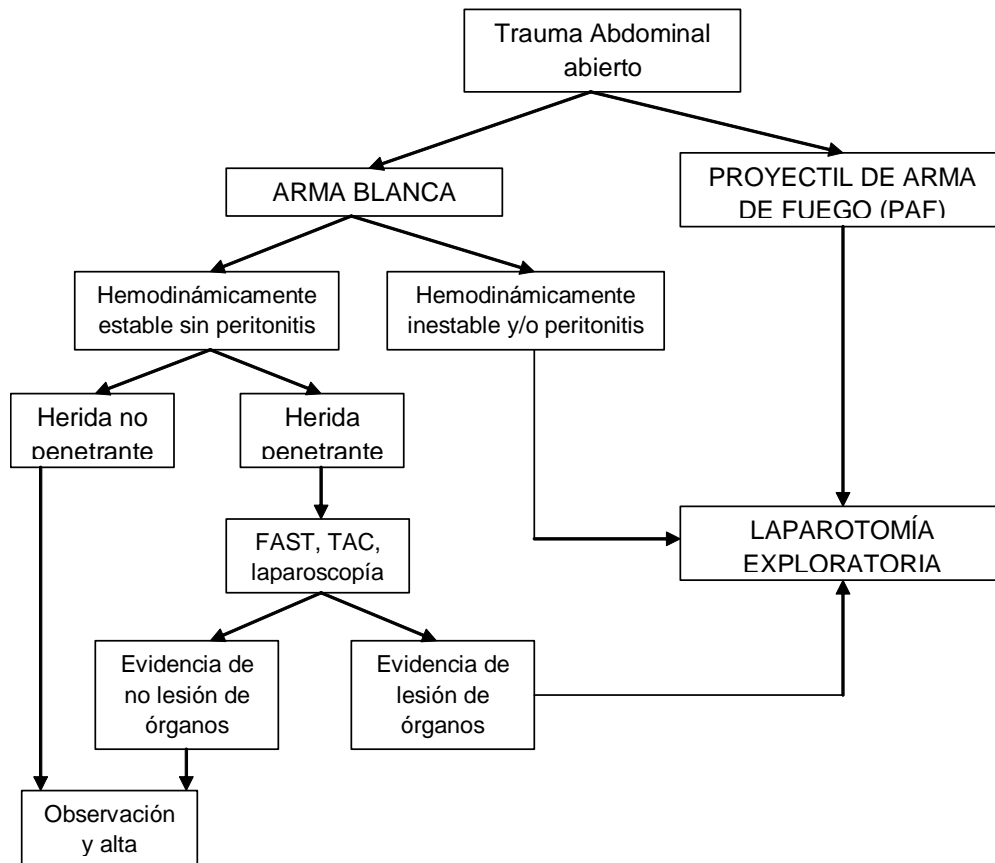 Trauma Abdominal
abierto
ARMA BLANCA
PROYECTIL DE ARMA
DE FUEGO (PAF)
Hemodinámicamente
estable sin peritonitis
Hemodinámicamente
inestable y/o peritonitis
Herida no
penetrante
Herida
penetrante
FAST, TAC,
laparoscopía
LAPAROTOMÍA
EXPLORATORIA
Evidencia de
no lesión de
órganos
Evidencia de
lesión de
órganos
Observación
y alta